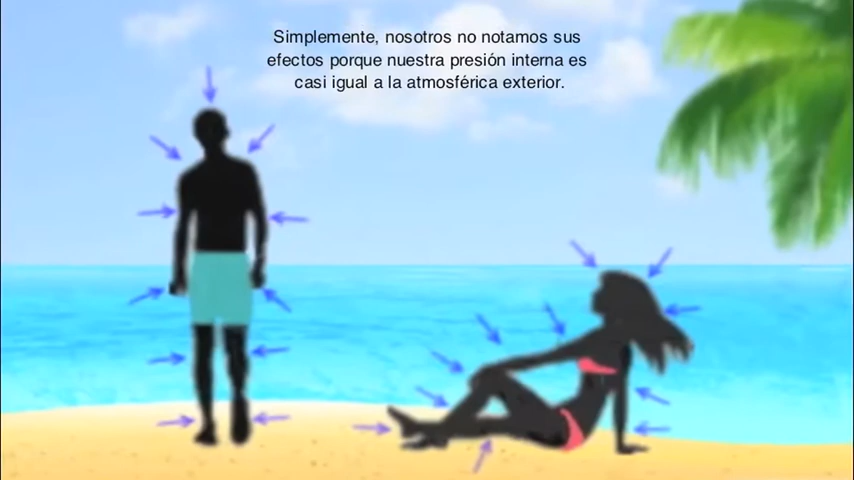 Simplemente, nosotros no notamos sus
efectos porque nuestra presión interna es
casi igual a la atmosférica exterior.